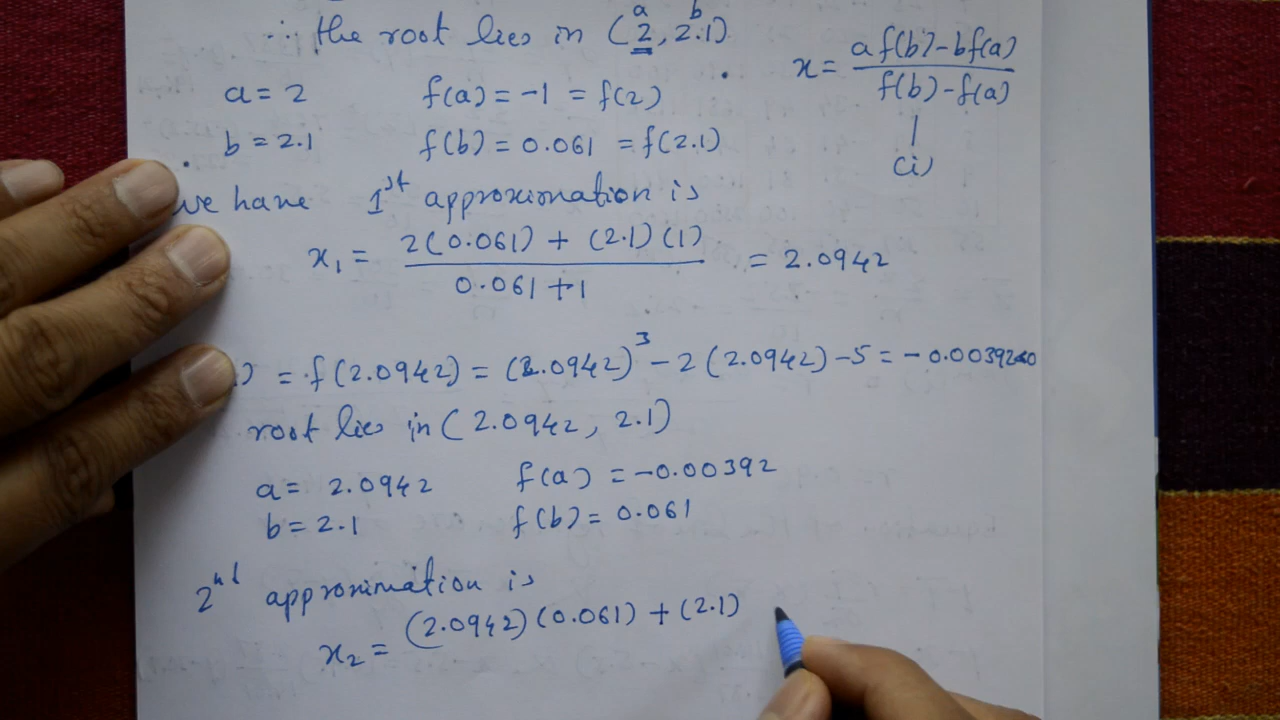 ∴ the root lies in (2, 2.1)
a b
x = (a f(b) - b f(a)) / (f(b) - f(a))
(i)
a = 2 f(a) = -1 = f(2)
b = 2.1 f(b) = 0.061 = f(2.1)
we have 1st approximation is
x₁ = (2(0.061) + (2.1)(1)) / (0.061 + 1) = 2.0942
) = f(2.0942) = (2.0942)³ - 2(2.0942) - 5 = -0.00392
root lies in (2.0942, 2.1)
a = 2.0942 f(a) = -0.00392
b = 2.1 f(b) = 0.061
2nd approximation is
x₂ = (2.0942)(0.061) + (2.1)